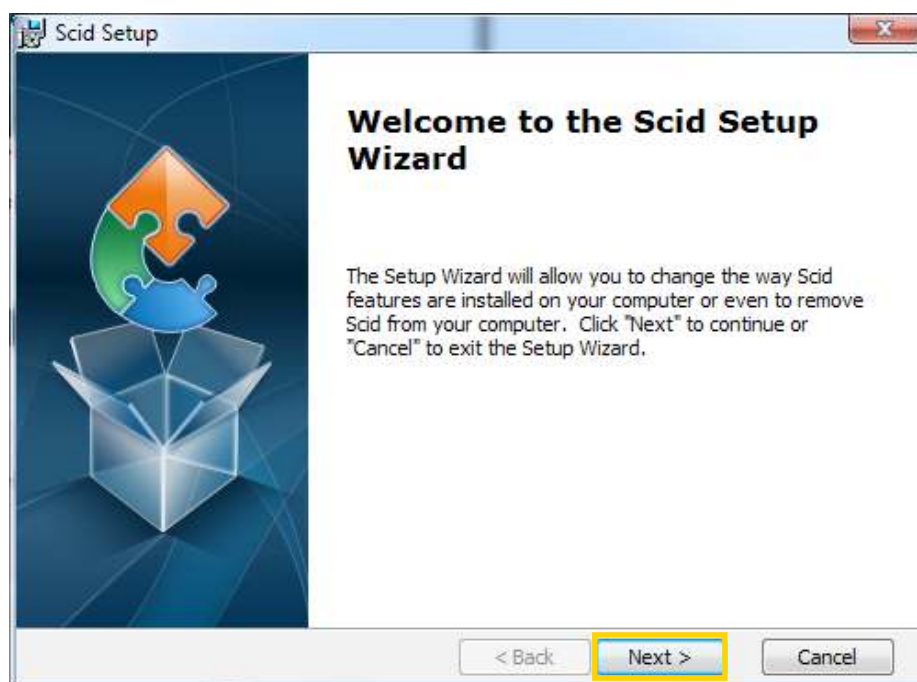 Scid Setup
Welcome to the Scid Setup
Wizard
The Setup Wizard will allow you to change the way Scid
features are installed on your computer or even to remove
Scid from your computer.  Click "Next" to continue or
"Cancel" to exit the Setup Wizard.
< Back
Next >
Cancel